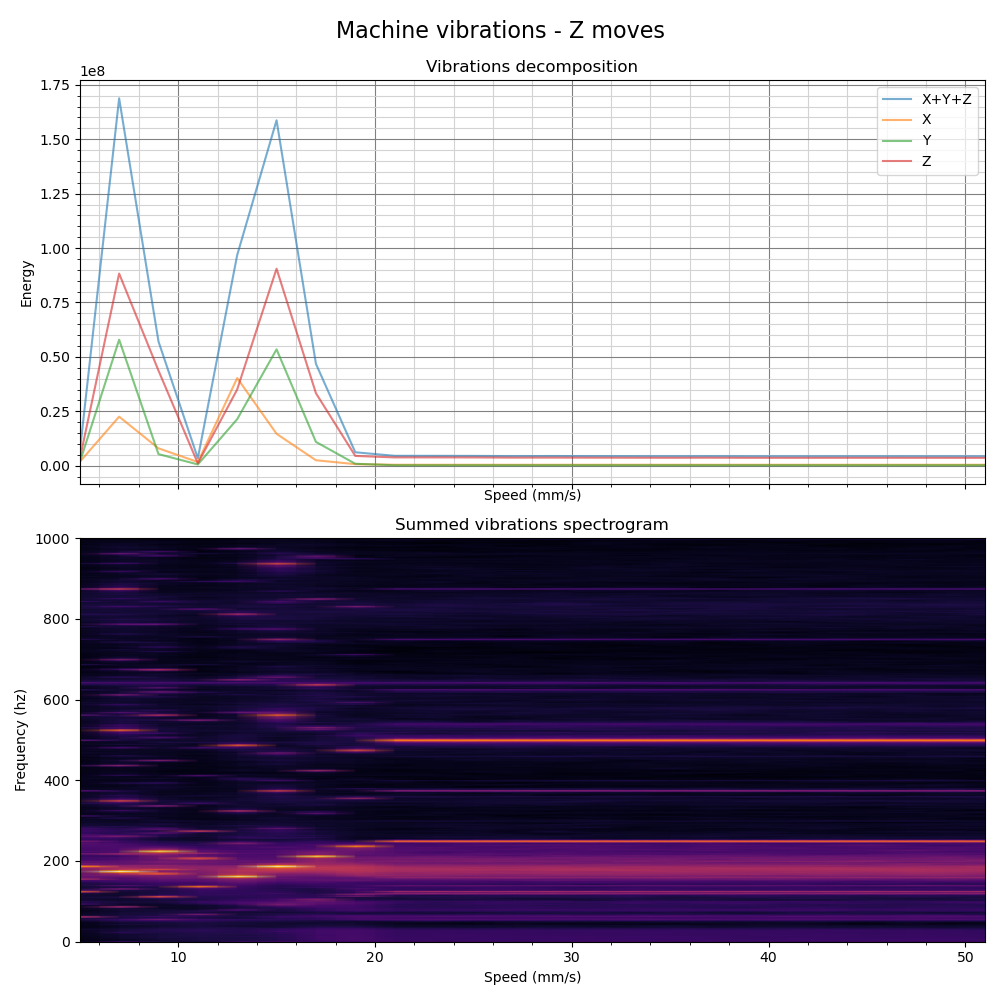 Machine vibrations - Z moves
Vibrations decomposition
1e8
1.75
1.50
1.25
1.00
0.75
0.50
0.25
0.00
Energy
X+Y+Z
X
Y
Z
Speed (mm/s)
Summed vibrations spectrogram
1000
800
600
400
200
0
Frequency (hz)
10 20 30 40 50
Speed (mm/s)